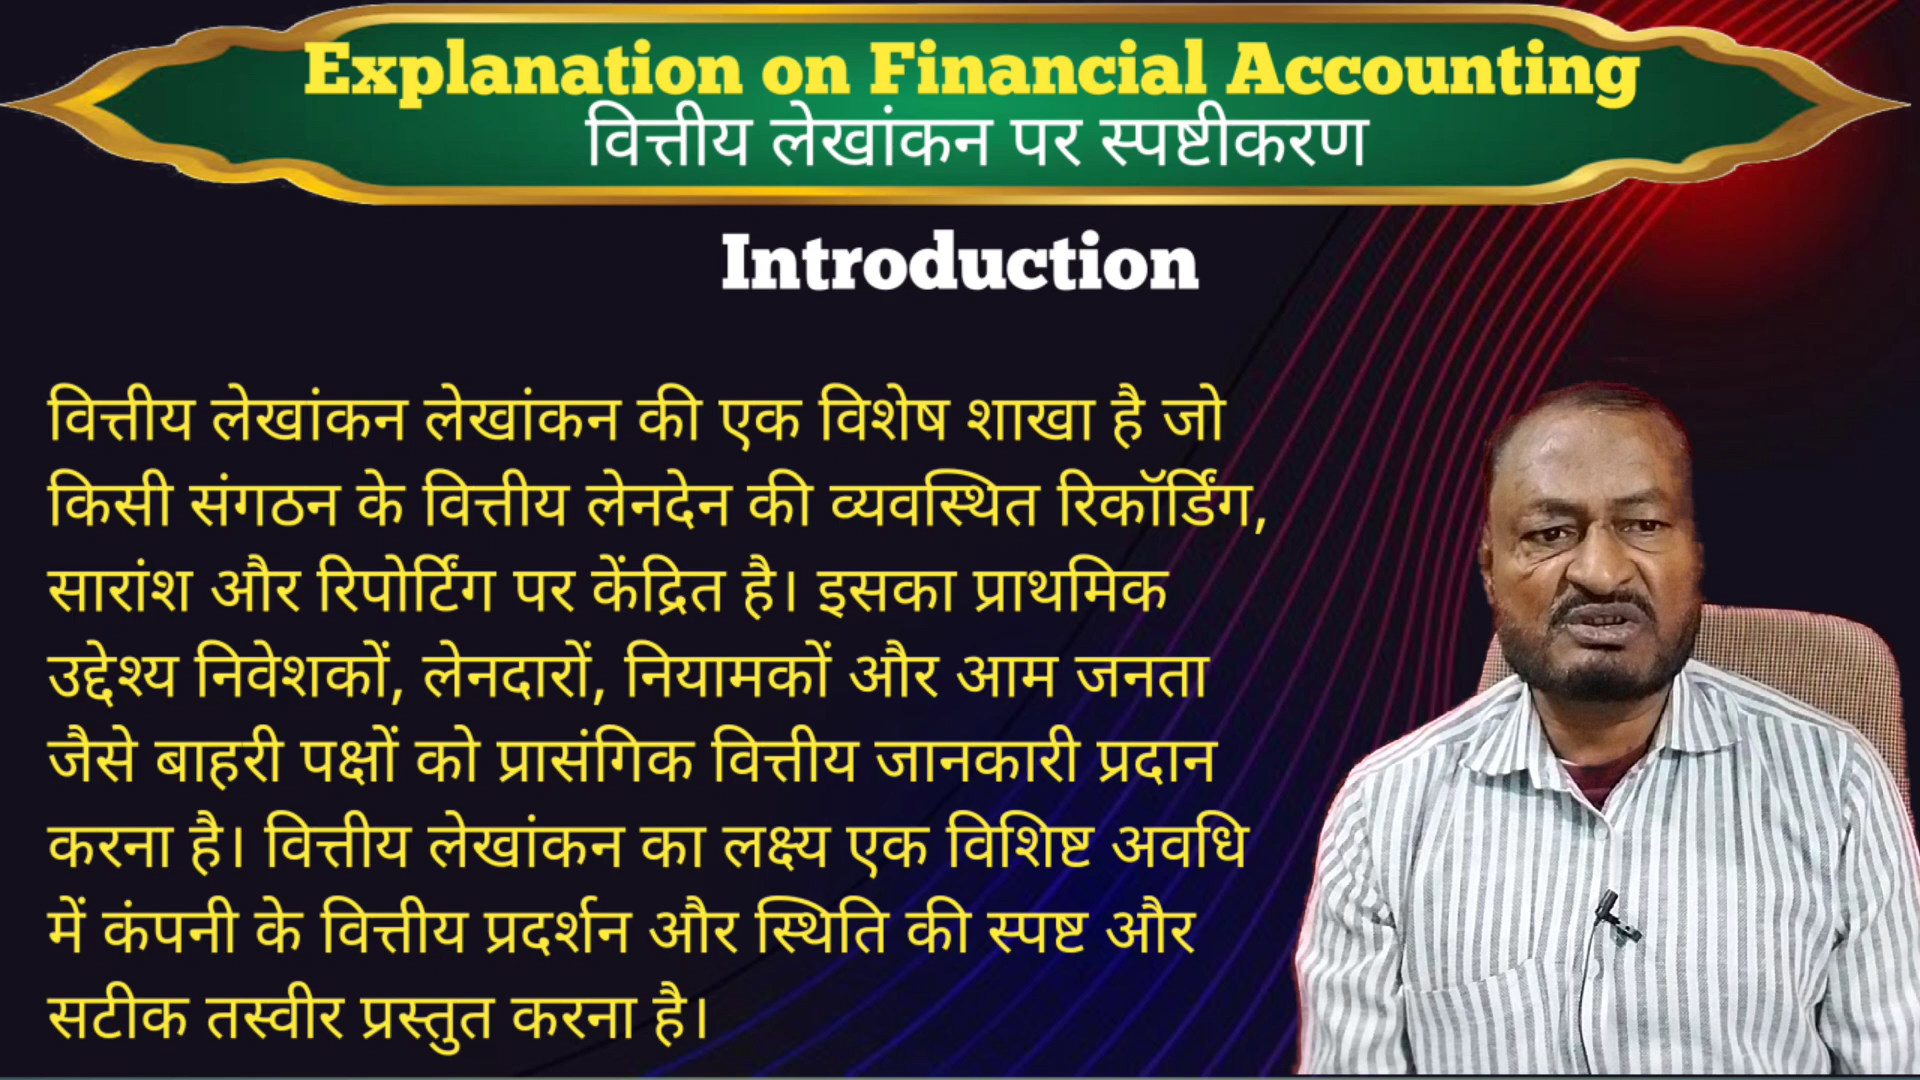 Explanation on Financial Accounting
वित्तीय लेखांकन पर स्पष्टीकरण
Introduction
वित्तीय लेखांकन लेखांकन की एक विशेष शाखा है जो
किसी संगठन के वित्तीय लेनदेन की व्यवस्थित रिकॉर्डिंग,
सारांश और रिपोर्टिंग पर केंद्रित है। इसका प्राथमिक
उद्देश्य निवेशकों, लेनदारों, नियामकों और आम जनता
जैसे बाहरी पक्षों को प्रासंगिक वित्तीय जानकारी प्रदान
करना है। वित्तीय लेखांकन का लक्ष्य एक विशिष्ट अवधि
में कंपनी के वित्तीय प्रदर्शन और स्थिति की स्पष्ट और
सटीक तस्वीर प्रस्तुत करना है।